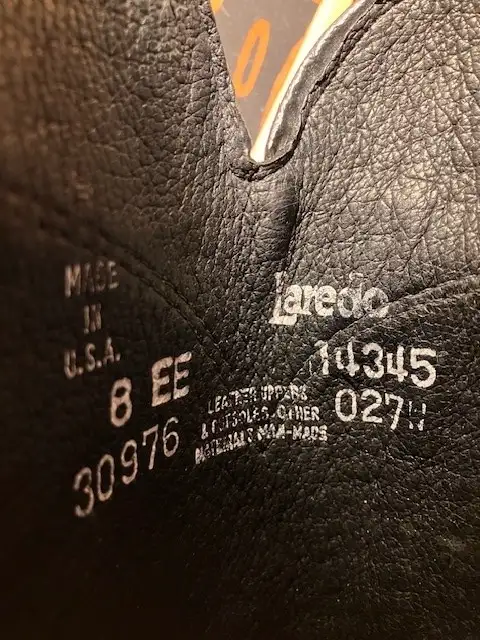 MADE
IN
U.S.A.
8 EE
30976
Laredo
14345
027
LEATHER UPPERS
& OUTSOLES OTHER
MATERIALS MAN-MADE